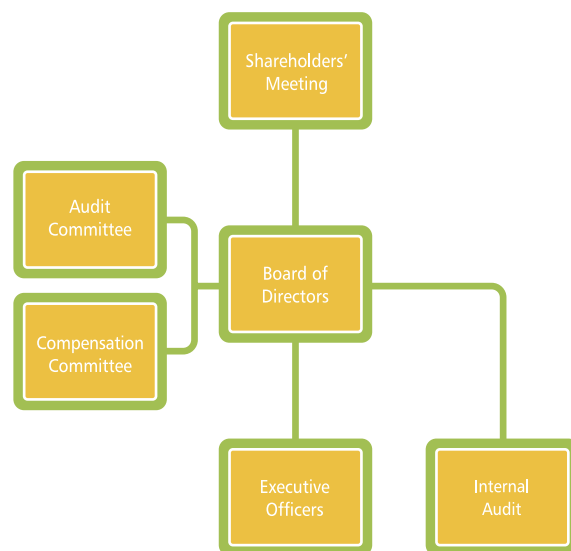 Shareholders’
Meeting
Audit
Committee
Board of
Directors
Compensation
Committee
Executive
Officers
Internal
Audit